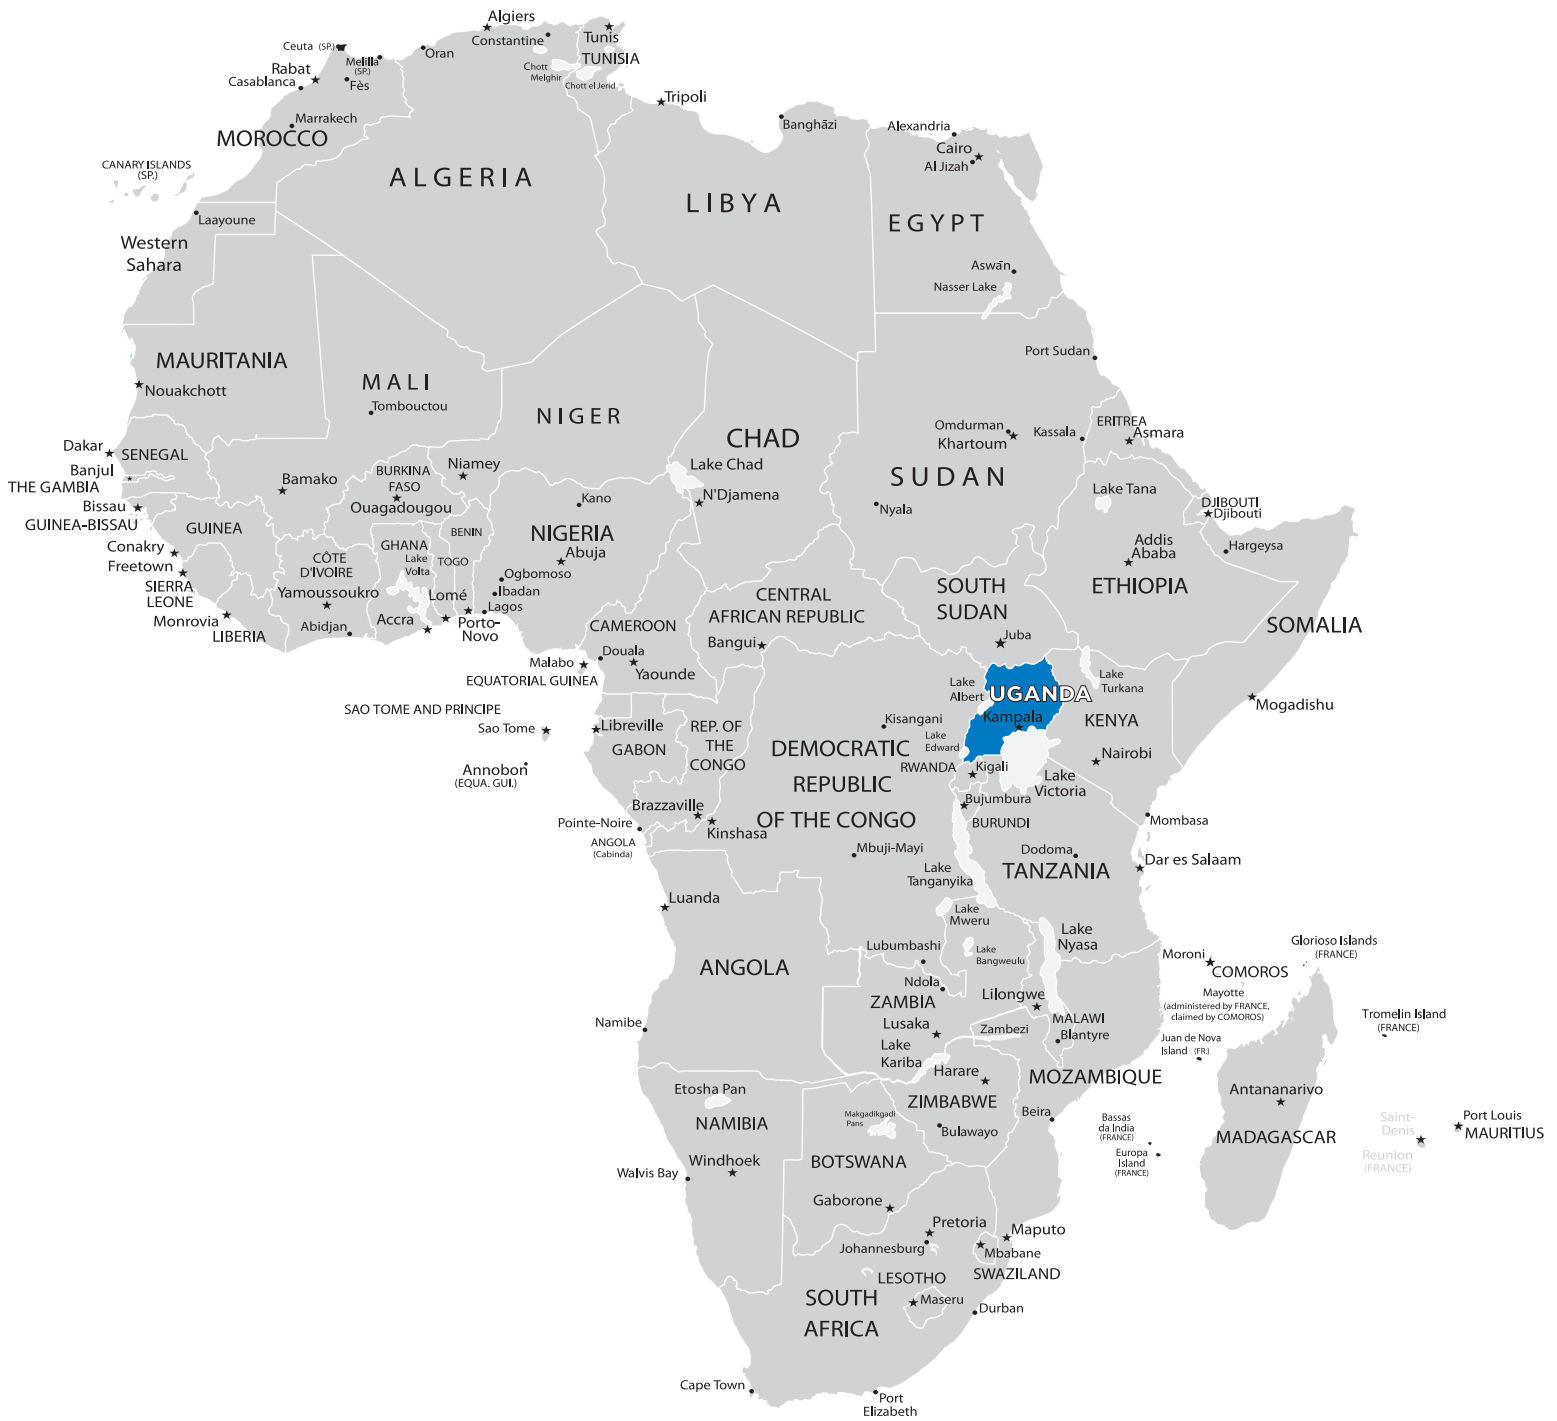 Algiers
Constantine
Tunis
TUNISIA
Ceuta (SP.)
Oran
Melilla
(SP.)
Chott
Melghir
Chott el Jerid
Rabat
Casablanca
Fès
Tripoli
Marrakech
MOROCCO
Banghāzi
Alexandria
Cairo
Al Jizah
CANARY ISLANDS
(SP.)
ALGERIA
LIBYA
EGYPT
Laayoune
Western
Sahara
Aswān
Nasser Lake
Port Sudan
MAURITANIA
Nouakchott
MALI
Tombouctou
NIGER
CHAD
Omdurman
Khartoum
Kassala
ERITREA
Asmara
Dakar
SENEGAL
Banjul
THE GAMBIA
Bissau
GUINEA-BISSAU
Bamako
BURKINA
FASO
Ouagadougou
Niamey
Lake Chad
N'Djamena
SUDAN
Nyala
Lake Tana
DJIBOUTI
Djibouti
Kano
GUINEA
Conakry
Freetown
SIERRA
LEONE
Monrovia
LIBERIA
CÔTE
D'IVOIRE
Yamoussoukro
Abidjan
GHANA
Lake
Volta
Accra
TOGO
Lomé
BENIN
Porto-
Novo
NIGERIA
Abuja
Ogbomoso
Ibadan
Lagos
Addis
Ababa
Hargeysa
ETHIOPIA
SOMALIA
SOUTH
SUDAN
Juba
CENTRAL
AFRICAN REPUBLIC
Bangui
CAMEROON
Douala
Yaounde
Malabo
EQUATORIAL GUINEA
Lake
Albert
UGANDA
Kampala
Lake
Turkana
KENYA
Mogadishu
SAO TOME AND PRINCIPE
Sao Tome
Libreville
GABON
REP. OF
THE
CONGO
Kisangani
Lake
Edward
DEMOCRATIC
REPUBLIC
OF THE CONGO
RWANDA
Kigali
Nairobi
Lake
Victoria
Annobon
(EQUA. GUI.)
Brazzaville
Kinshasa
Pointe-Noire
ANGOLA
(Cabinda)
Bujumbura
BURUNDI
Mombasa
Mbuji-Mayi
Dodoma
TANZANIA
Dar es Salaam
Lake
Tanganyika
Luanda
Lake
Mweru
Lake
Nyasa
Lubumbashi
Lake
Bangweulu
Glorioso Islands
(FRANCE)
Moroni
COMOROS
ANGOLA
Ndola
ZAMBIA
Lilongwe
Mayotte
(administered by FRANCE,
claimed by COMOROS)
Lusaka
Zambezi
MALAWI
Blantyre
Namibe
Lake
Kariba
Juan de Nova
Island (FR.)
Tromelin Island
(FRANCE)
Harare
MOZAMBIQUE
Etosha Pan
ZIMBABWE
Antananarivo
NAMIBIA
Makgadikgadi
Pans
Bulawayo
Beira
Bassas
da India
(FRANCE)
MADAGASCAR
Saint-
Denis
Port Louis
MAURITIUS
Windhoek
BOTSWANA
Europa
Island
(FRANCE)
Reunion
(FRANCE)
Walvis Bay
Gaborone
Pretoria
Johannesburg
Maputo
Mbabane
SWAZILAND
LESOTHO
Maseru
SOUTH
AFRICA
Durban
Cape Town
Port
Elizabeth